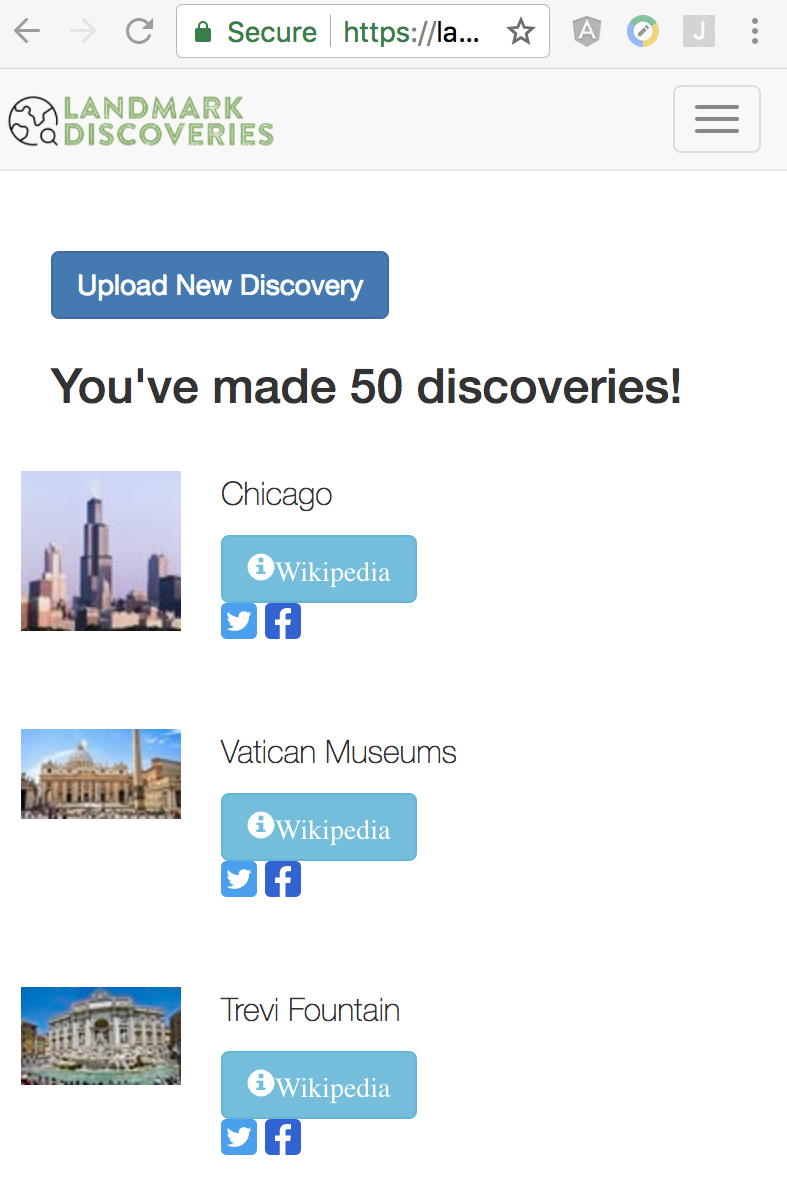 Secure https://la...
LANDMARK
DISCOVERIES
Upload New Discovery
You've made 50 discoveries!
Chicago
Wikipedia
Vatican Museums
Wikipedia
Trevi Fountain
Wikipedia